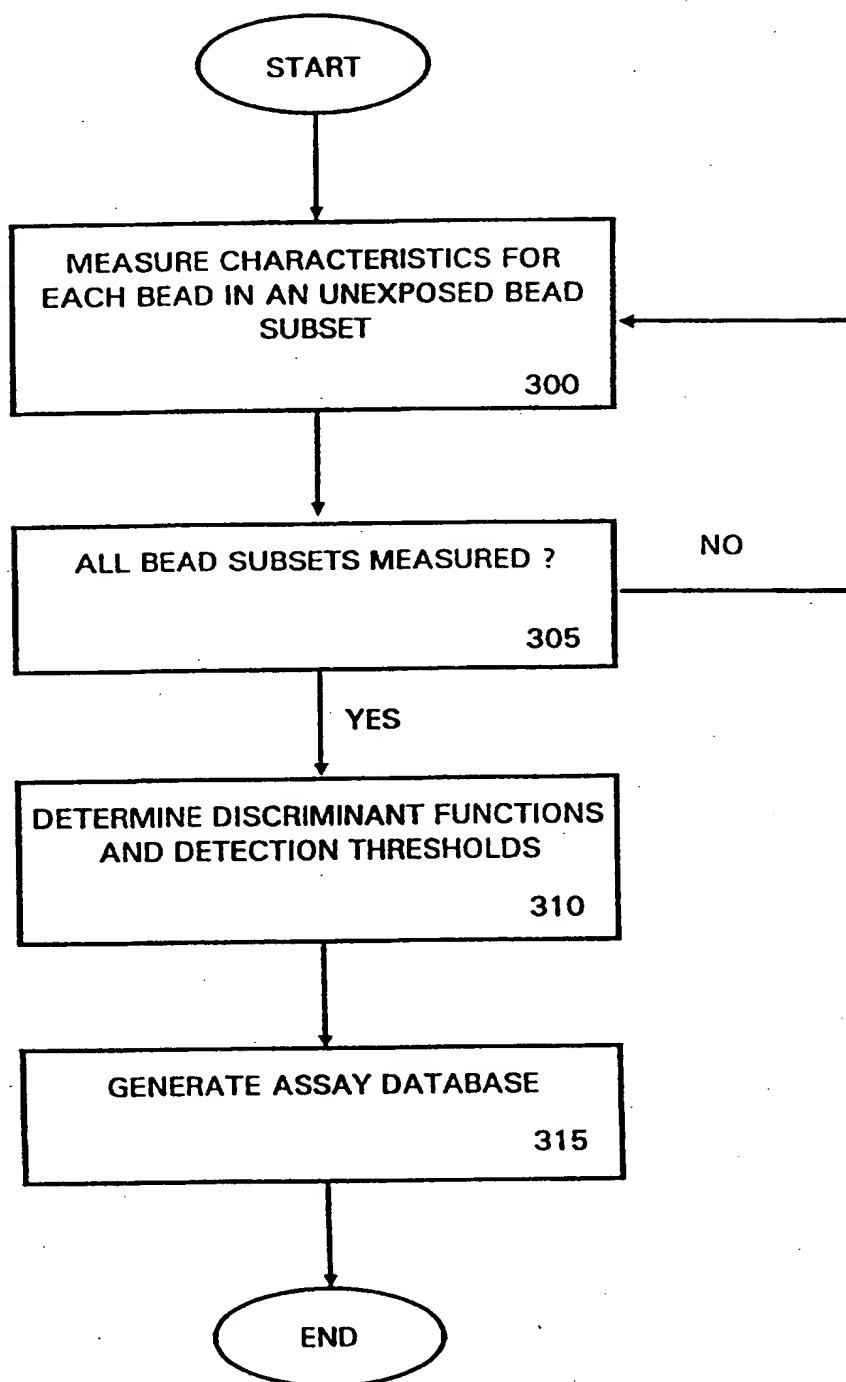 START
MEASURE CHARACTERISTICS FOR
EACH BEAD IN AN UNEXPOSED BEAD
SUBSET
300
ALL BEAD SUBSETS MEASURED ?
NO
305
YES
DETERMINE DISCRIMINANT FUNCTIONS
AND DETECTION THRESHOLDS
310
GENERATE ASSAY DATABASE
315
END